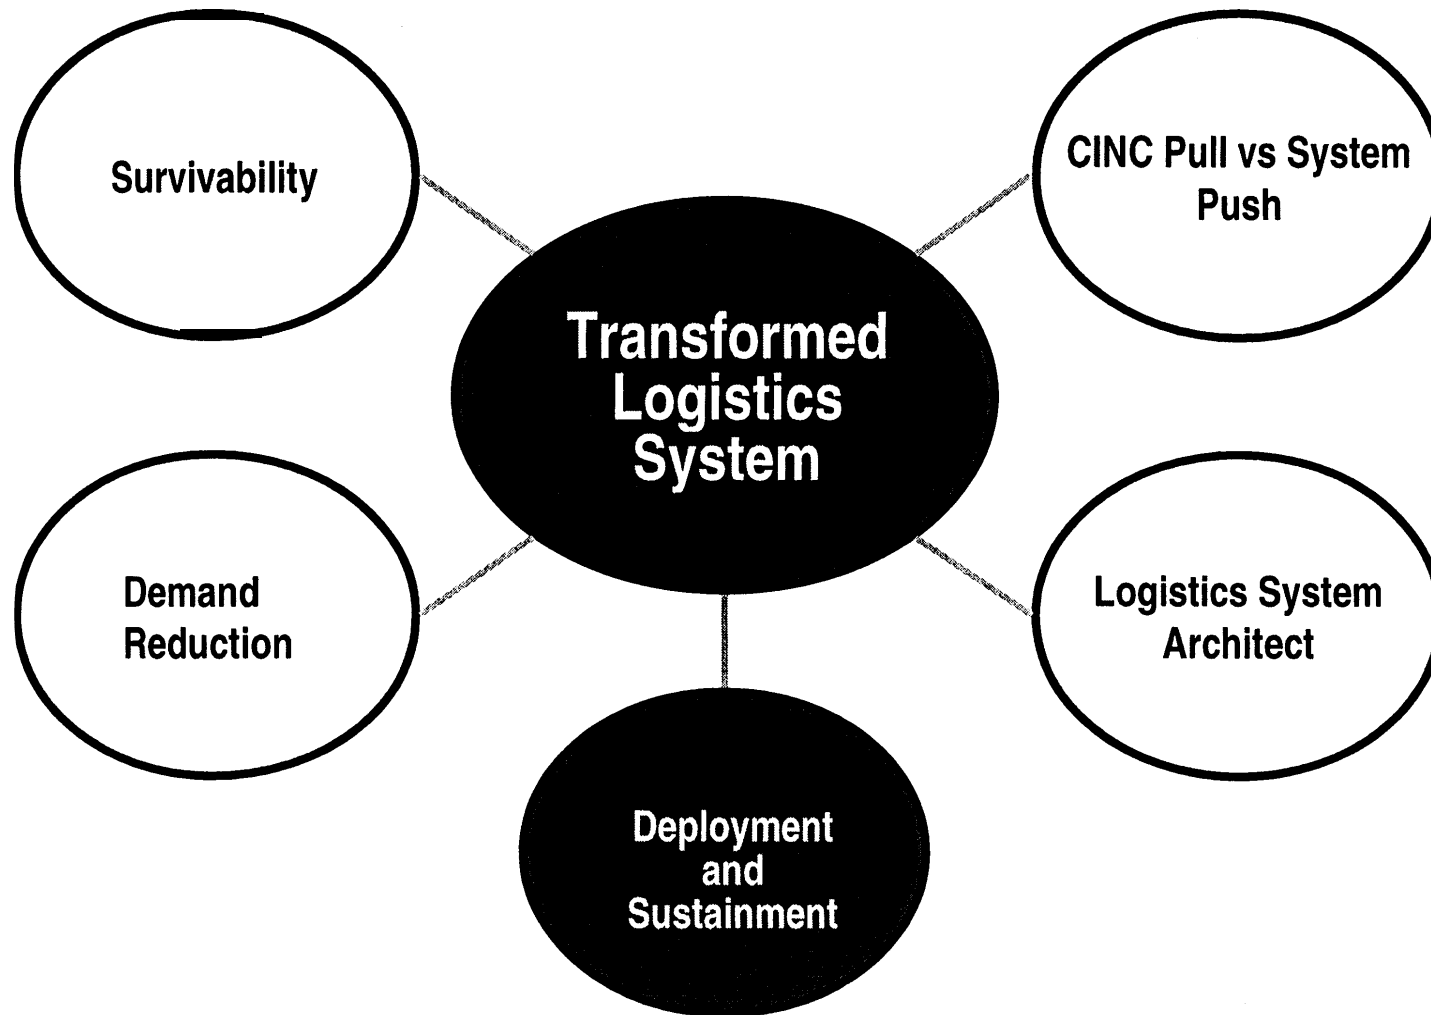 Survivability
CINC Pull vs System
Push
Transformed
Logistics
System
Demand
Reduction
Logistics System
Architect
Deployment
and
Sustainment